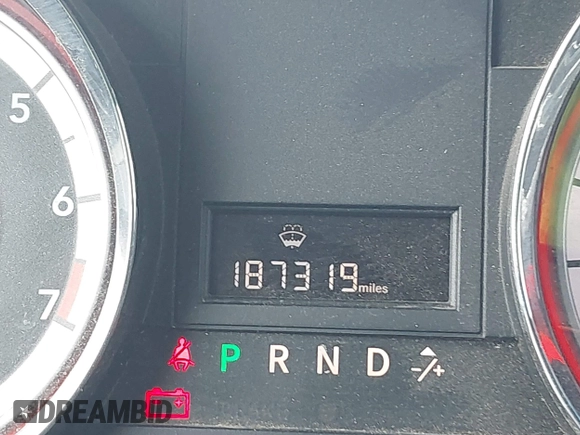 5
6
7
187319 miles
P R N D -/+
DREAMBID